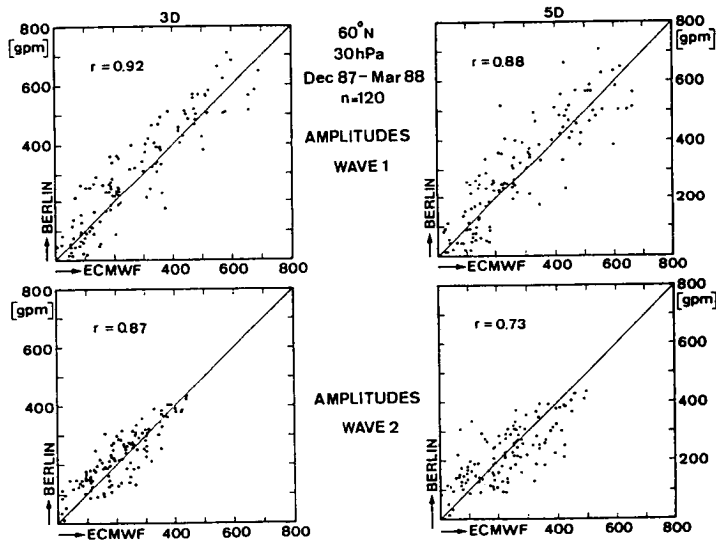 3D
800
[gpm]
600
400
r = 0.92
BERLIN
ECMWF
400
600
800
60°N
30hPa
Dec 87 – Mar 88
n=120
AMPLITUDES
WAVE 1
5D
800
[gpm]
600
400
200
r = 0.88
BERLIN
ECMWF
400
600
800
800
[gpm]
600
400
r = 0.87
BERLIN
ECMWF
400
600
800
AMPLITUDES
WAVE 2
800
[gpm]
600
400
200
r = 0.73
BERLIN
ECMWF
400
600
800